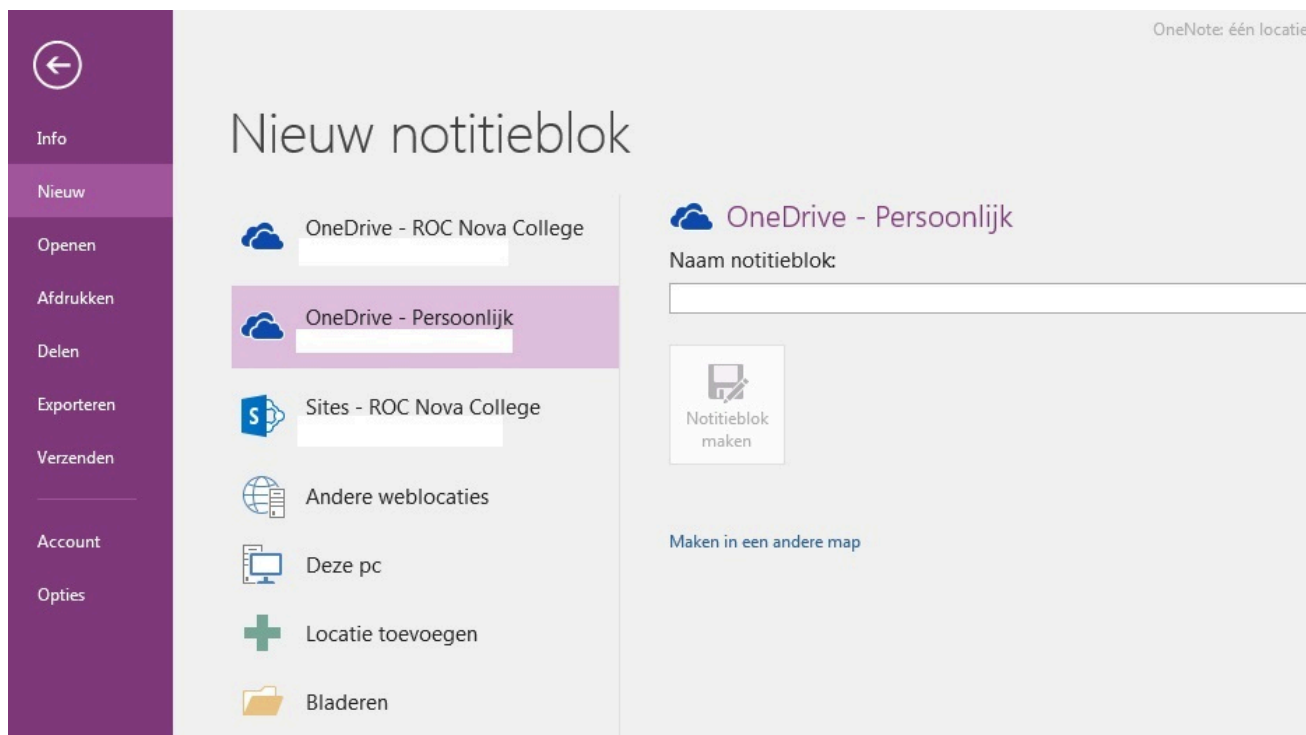 OneNote: één locatie
Info
Nieuw
Openen
Afdrukken
Delen
Exporteren
Verzenden
Account
Opties
Nieuw notitieblok
OneDrive - ROC Nova College
OneDrive - Persoonlijk
Sites - ROC Nova College
Andere weblocaties
Deze pc
Locatie toevoegen
Bladeren
OneDrive - Persoonlijk
Naam notitieblok:
Notitieblok
maken
Maken in een andere map